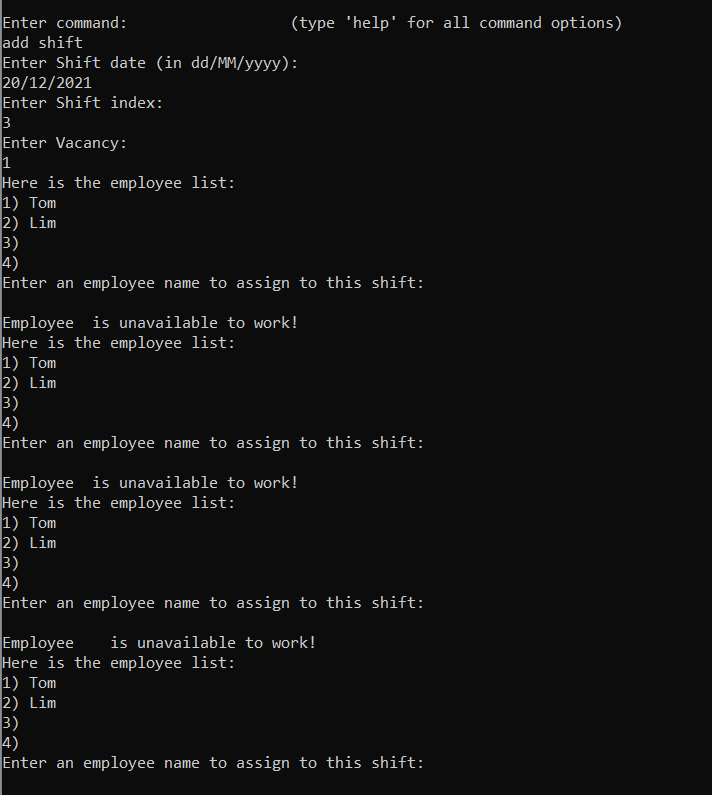 Enter command:                  (type 'help' for all command options)
add shift
Enter Shift date (in dd/MM/yyyy):
20/12/2021
Enter Shift index:
3
Enter Vacancy:
1
Here is the employee list:
1) Tom
2) Lim
3)
4)
Enter an employee name to assign to this shift:

Employee  is unavailable to work!
Here is the employee list:
1) Tom
2) Lim
3)
4)
Enter an employee name to assign to this shift:

Employee  is unavailable to work!
Here is the employee list:
1) Tom
2) Lim
3)
4)
Enter an employee name to assign to this shift:

Employee    is unavailable to work!
Here is the employee list:
1) Tom
2) Lim
3)
4)
Enter an employee name to assign to this shift: